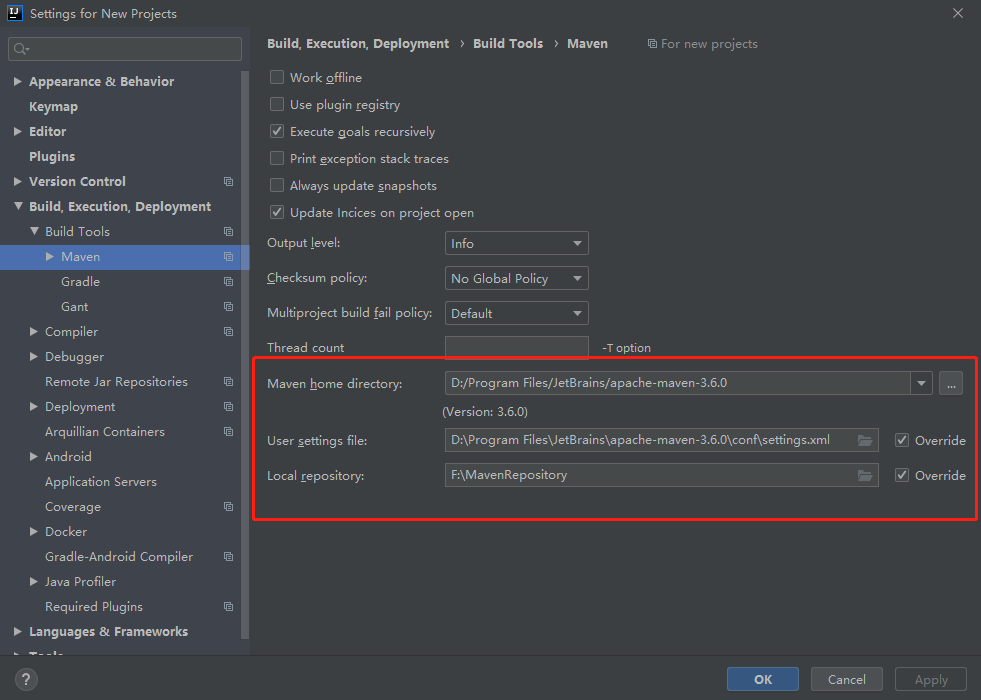 IJ Settings for New Projects
Appearance & Behavior
Keymap
Editor
Plugins
Version Control
Build, Execution, Deployment
Build Tools
Maven
Gradle
Gant
Compiler
Debugger
Remote Jar Repositories
Deployment
Arquillian Containers
Android
Application Servers
Coverage
Docker
Gradle-Android Compiler
Java Profiler
Required Plugins
Languages & Frameworks
Tools
Build, Execution, Deployment › Build Tools › Maven For new projects
Work offline
Use plugin registry
Execute goals recursively
Print exception stack traces
Always update snapshots
Update Indices on project open
Output level: Info
Checksum policy: No Global Policy
Multiproject build fail policy: Default
Thread count -T option
Maven home directory: D:/Program Files/JetBrains/apache-maven-3.6.0 ...
(Version: 3.6.0)
User settings file: D:\Program Files\JetBrains\apache-maven-3.6.0\conf\settings.xml Override
Local repository: F:\MavenRepository Override
? OK Cancel Apply